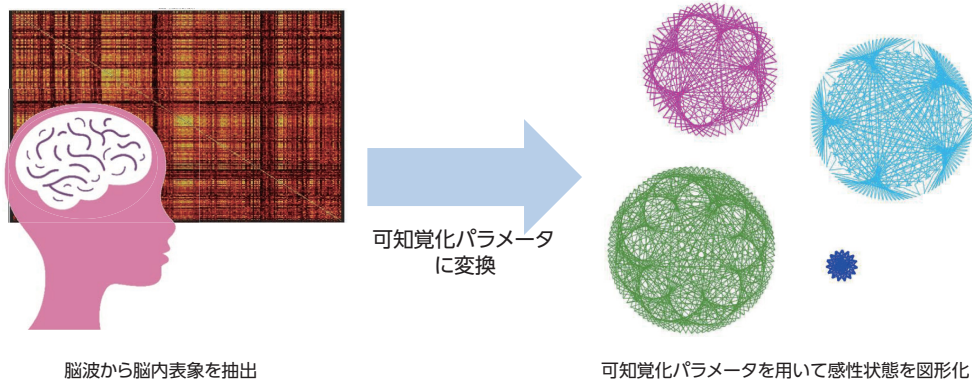 可知覚化パラメータ
に変換
脳波から脳内表象を抽出
可知覚化パラメータを用いて感性状態を図形化